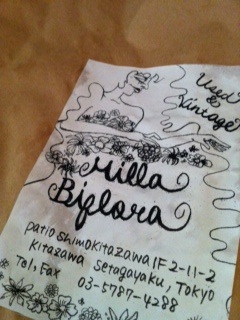 Used
&
Vintage
Milla
Biflora
patio Shimokitazawa 1F 2-11-2
Kitazawa Setagayaku, Tokyo
Tel, Fax
03-5787-4288